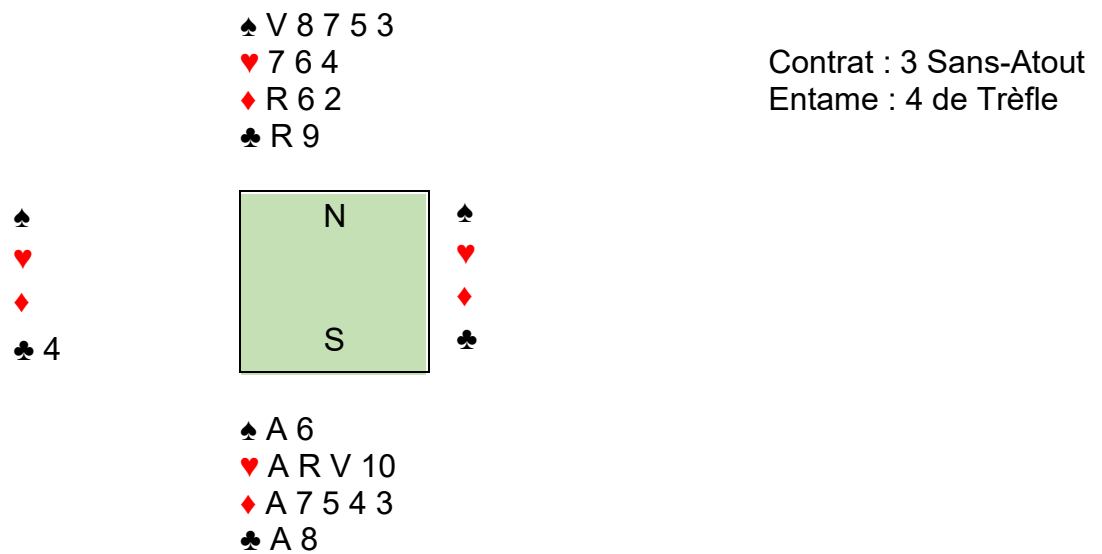 ♠ V 8 7 5 3
♥ 7 6 4
♦ R 6 2
♣ R 9
Contrat : 3 Sans-Atout
Entame : 4 de Trèfle
♠
♥
♦
♣ 4
N
S
♠
♥
♦
♣
♠ A 6
♥ A R V 10
♦ A 7 5 4 3
♣ A 8